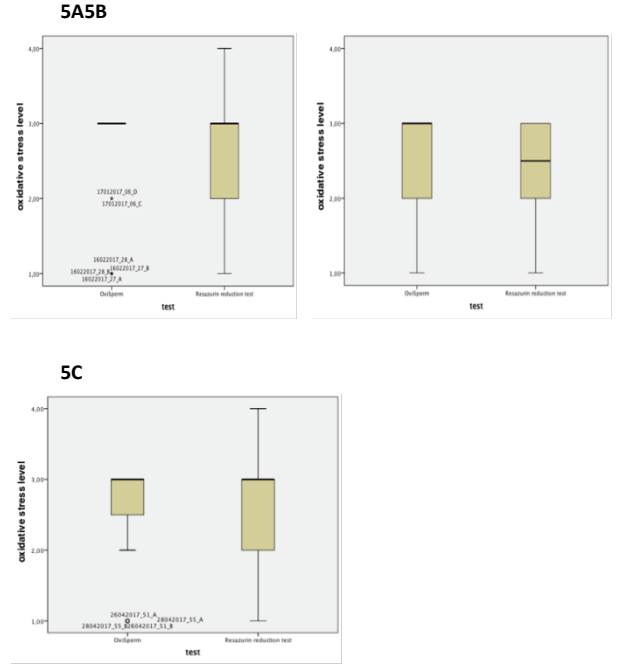 5A5B
4,00
3,00
2,00
1,00
oxidative stress level
17012017_06_D
17012017_06_C
16022017_28_A
16022017_27_B
16022017_27_A
OxiSperm
Resazurin reduction test
test
4,00
3,00
2,00
1,00
oxidative stress level
OxiSperm
Resazurin reduction test
test
5C
4,00
3,00
2,00
1,00
oxidative stress level
26042017_51_A
28042017_55_A
26042017_51_B
OxiSperm
Resazurin reduction test
test